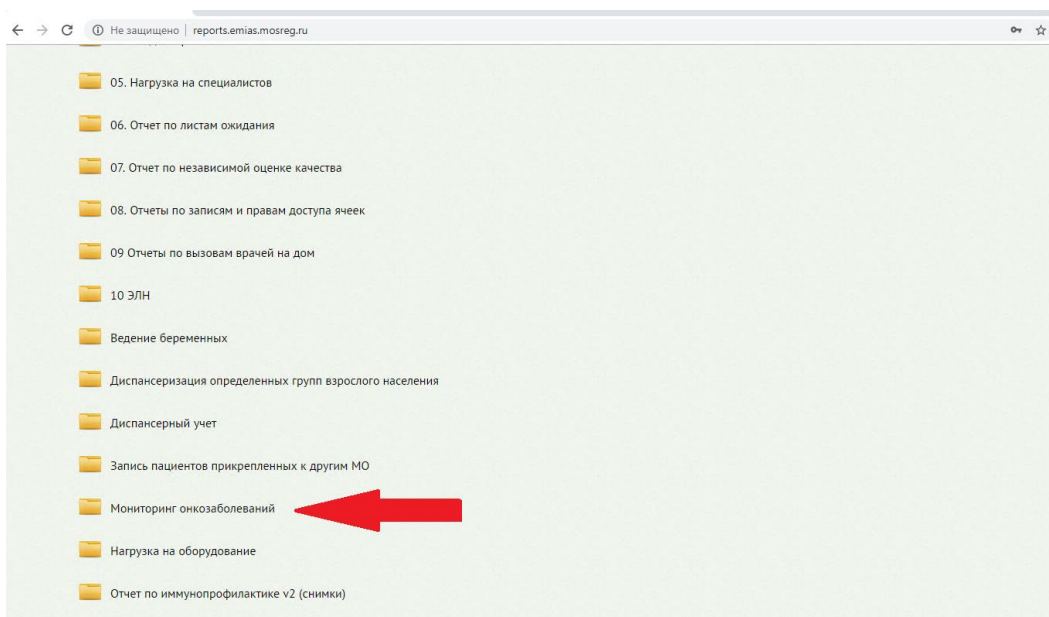 Не защищено | reports.emias.mosreg.ru
05. Нагрузка на специалистов
06. Отчет по листам ожидания
07. Отчет по независимой оценке качества
08. Отчеты по записям и правам доступа ячеек
09 Отчеты по вызовам врачей на дом
10 ЭЛН
Ведение беременных
Диспансеризация определенных групп взрослого населения
Диспансерный учет
Запись пациентов прикрепленных к другим МО
Мониторинг онкозаболеваний
Нагрузка на оборудование
Отчет по иммунопрофилактике v2 (снимки)